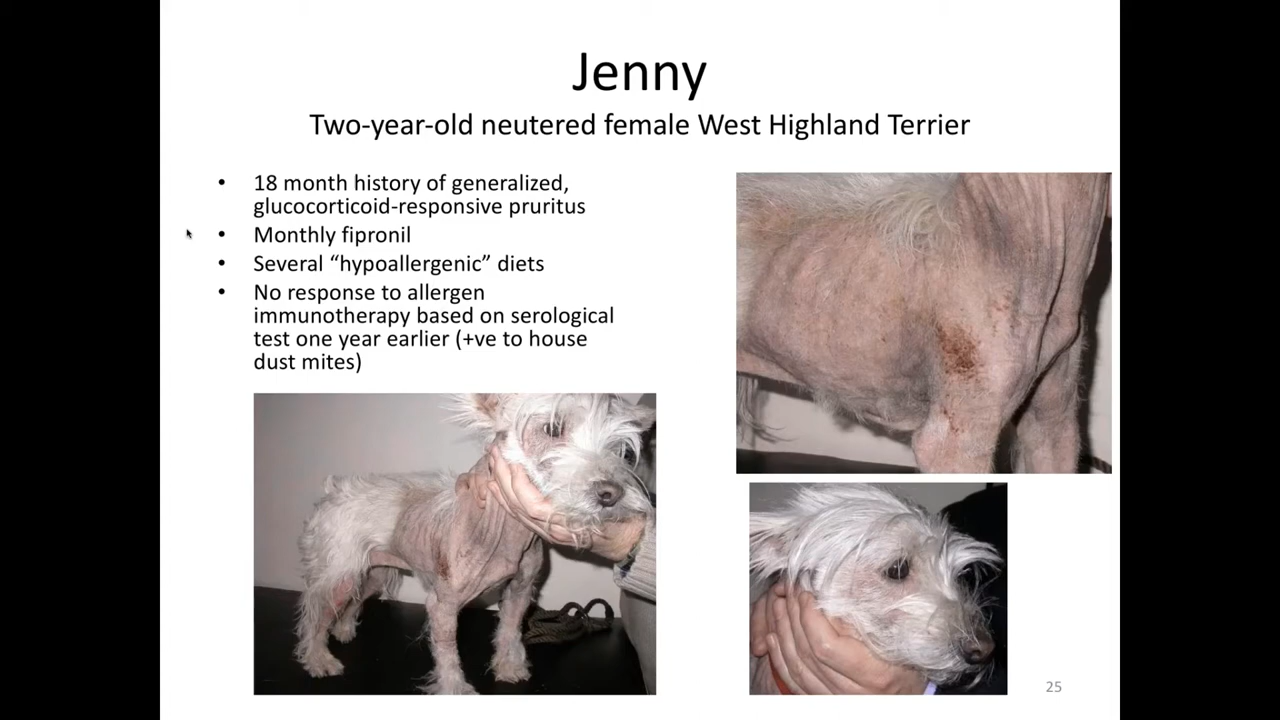 Jenny
Two-year-old neutered female West Highland Terrier
• 18 month history of generalized,
glucocorticoid-responsive pruritus
• Monthly fipronil
• Several “hypoallergenic” diets
• No response to allergen
immunotherapy based on serological
test one year earlier (+ve to house
dust mites)
25